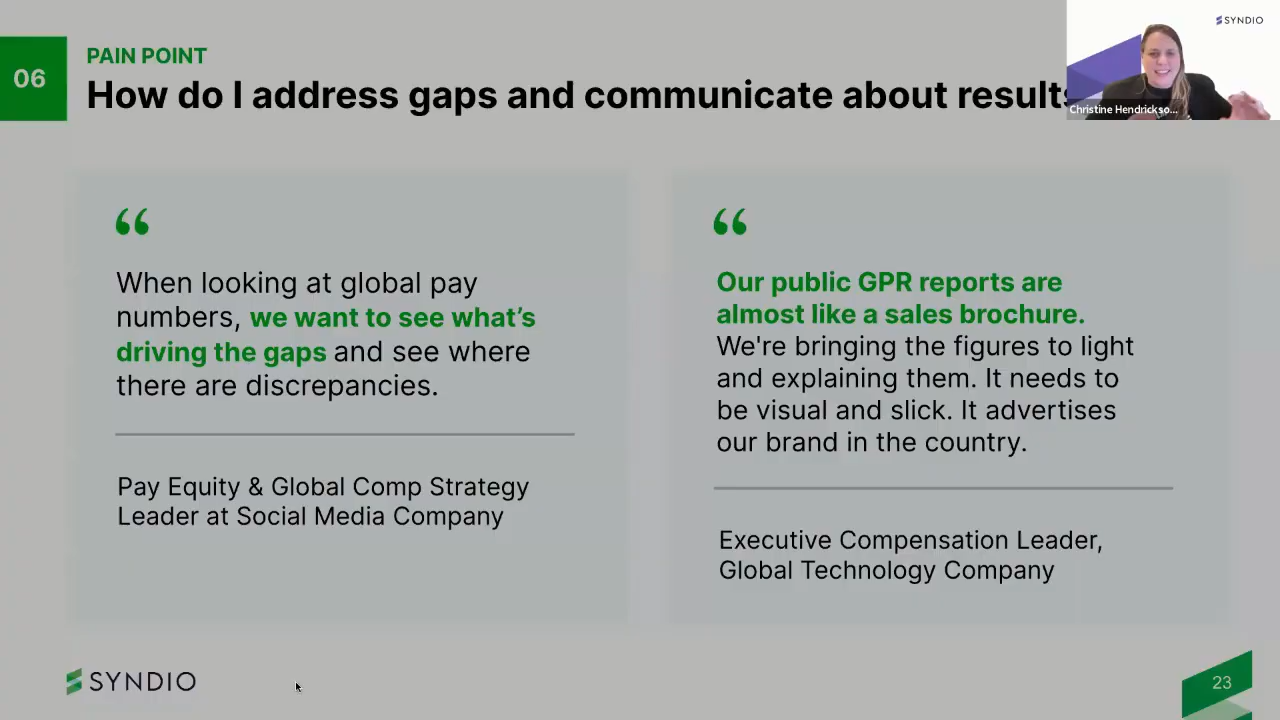 06
PAIN POINT
How do I address gaps and communicate about results
SYNDIO
Christine Hendrickso...
“
When looking at global pay
numbers, we want to see what’s
driving the gaps and see where
there are discrepancies.
Pay Equity & Global Comp Strategy
Leader at Social Media Company
“
Our public GPR reports are
almost like a sales brochure.
We're bringing the figures to light
and explaining them. It needs to
be visual and slick. It advertises
our brand in the country.
Executive Compensation Leader,
Global Technology Company
SYNDIO
23